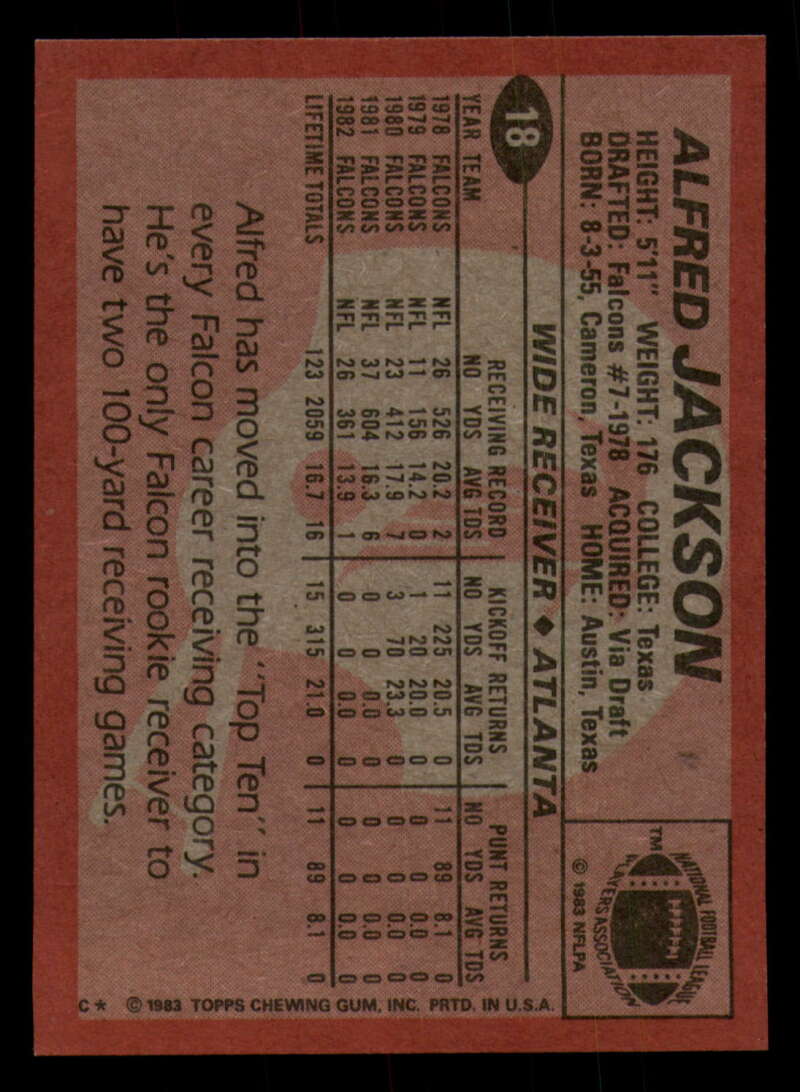 ALFRED JACKSON
HEIGHT: 5'11" WEIGHT: 176 COLLEGE: Texas
DRAFTED: Falcons #7-1978 ACQUIRED: Via Draft
BORN: 8-3-55, Cameron, Texas HOME: Austin, Texas
NATIONAL FOOTBALL LEAGUE
PLAYERS ASSOCIATION
TM
© 1983 NFLPA
18
WIDE RECEIVER ♦ ATLANTA
RECEIVING RECORD KICKOFF RETURNS PUNT RETURNS
YEAR TEAM NO YDS AVG TDS NO YDS AVG TDS NO YDS AVG TDS
1978 FALCONS NFL 26 526 20.2 2 11 225 20.5 0 11 89 8.1 0
1979 FALCONS NFL 11 156 14.2 0 1 20 20.0 0 0 0 0.0 0
1980 FALCONS NFL 23 412 17.9 7 3 70 23.3 0 0 0 0.0 0
1981 FALCONS NFL 37 604 16.3 6 0 0 0.0 0 0 0 0.0 0
1982 FALCONS NFL 26 361 13.9 1 0 0 0.0 0 0 0 0.0 0
LIFETIME TOTALS 123 2059 16.7 16 15 315 21.0 0 11 89 8.1 0
Alfred has moved into the "Top Ten" in
every Falcon career receiving category.
He's the only Falcon rookie receiver to
have two 100-yard receiving games.
C* © 1983 TOPPS CHEWING GUM, INC. PRTD. IN U.S.A.